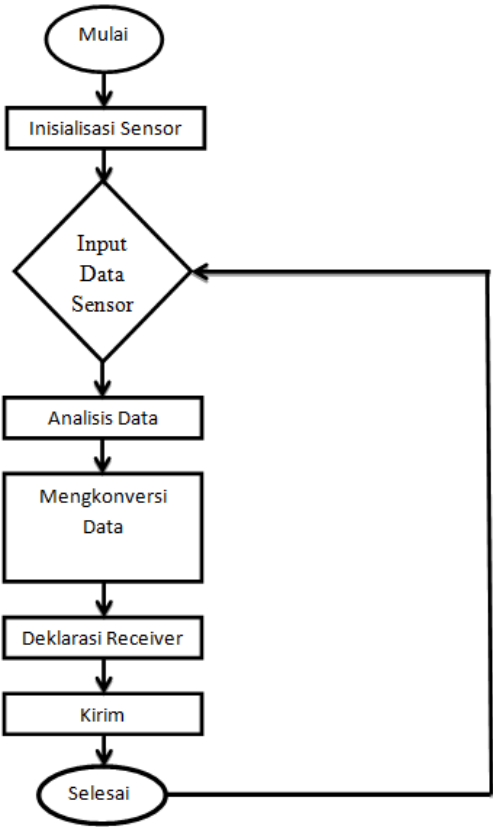 Mulai
Inisialisasi Sensor
Input
Data
Sensor
Analisis Data
Mengkonversi
Data
Deklarasi Receiver
Kirim
Selesai